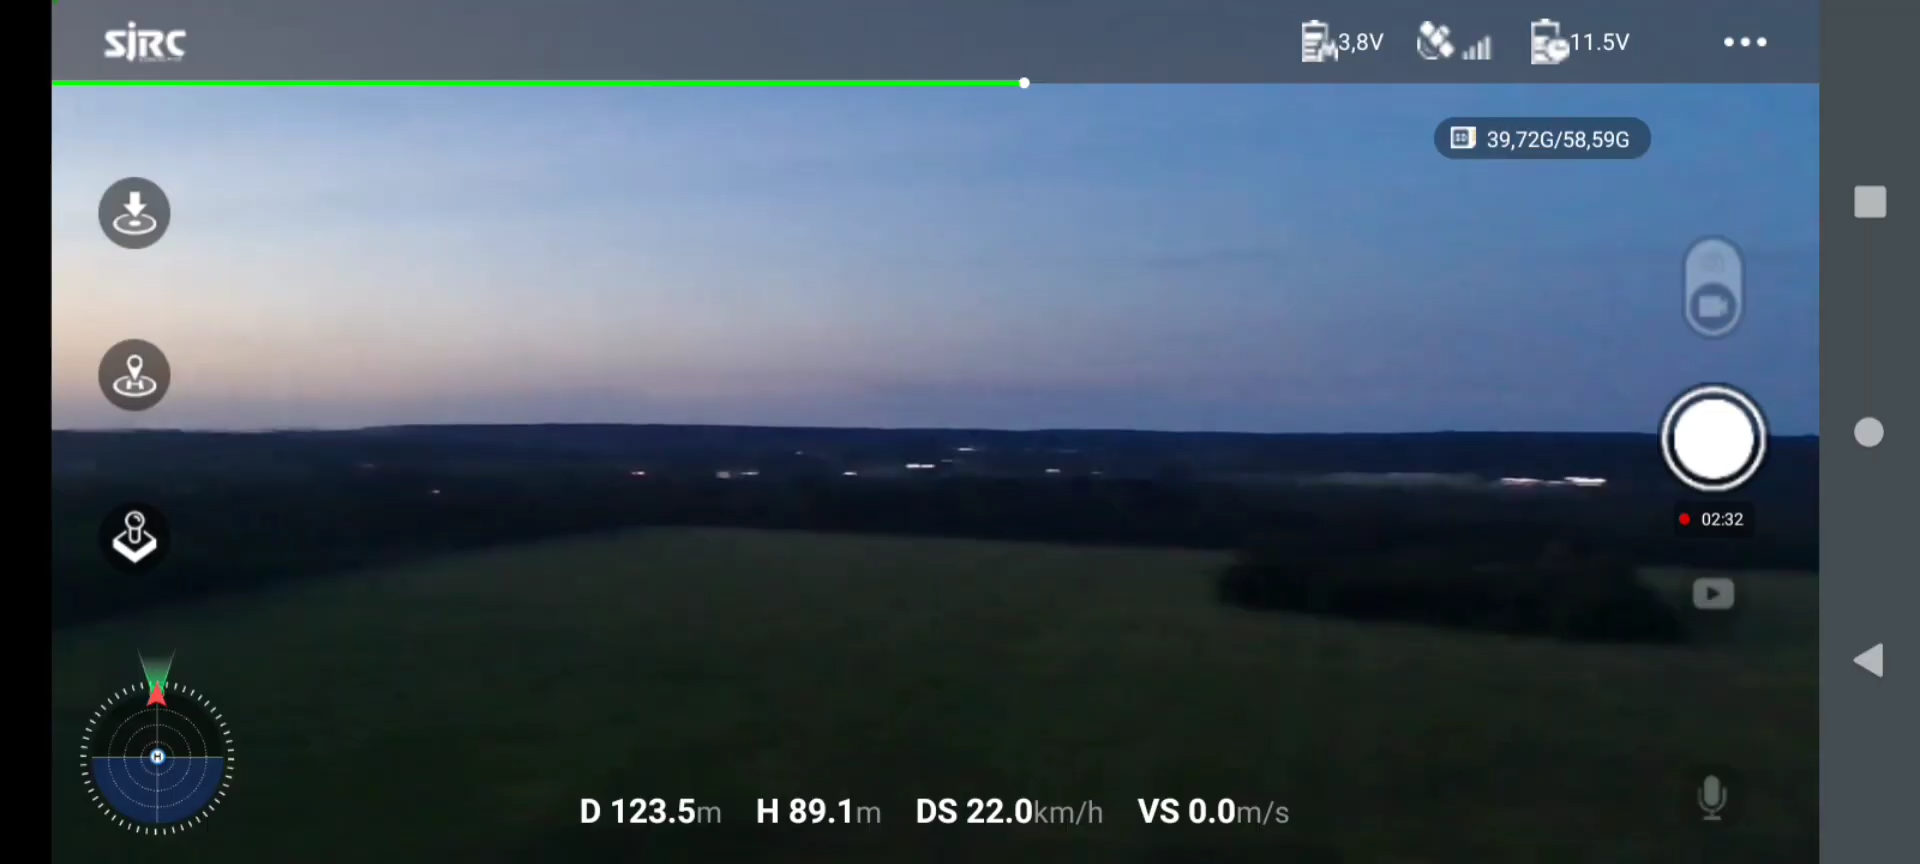 SJRC
3,8V
11.5V
39,72G/58,59G
02:32
H
D 123.5m H 89.1m DS 22.0km/h VS 0.0m/s